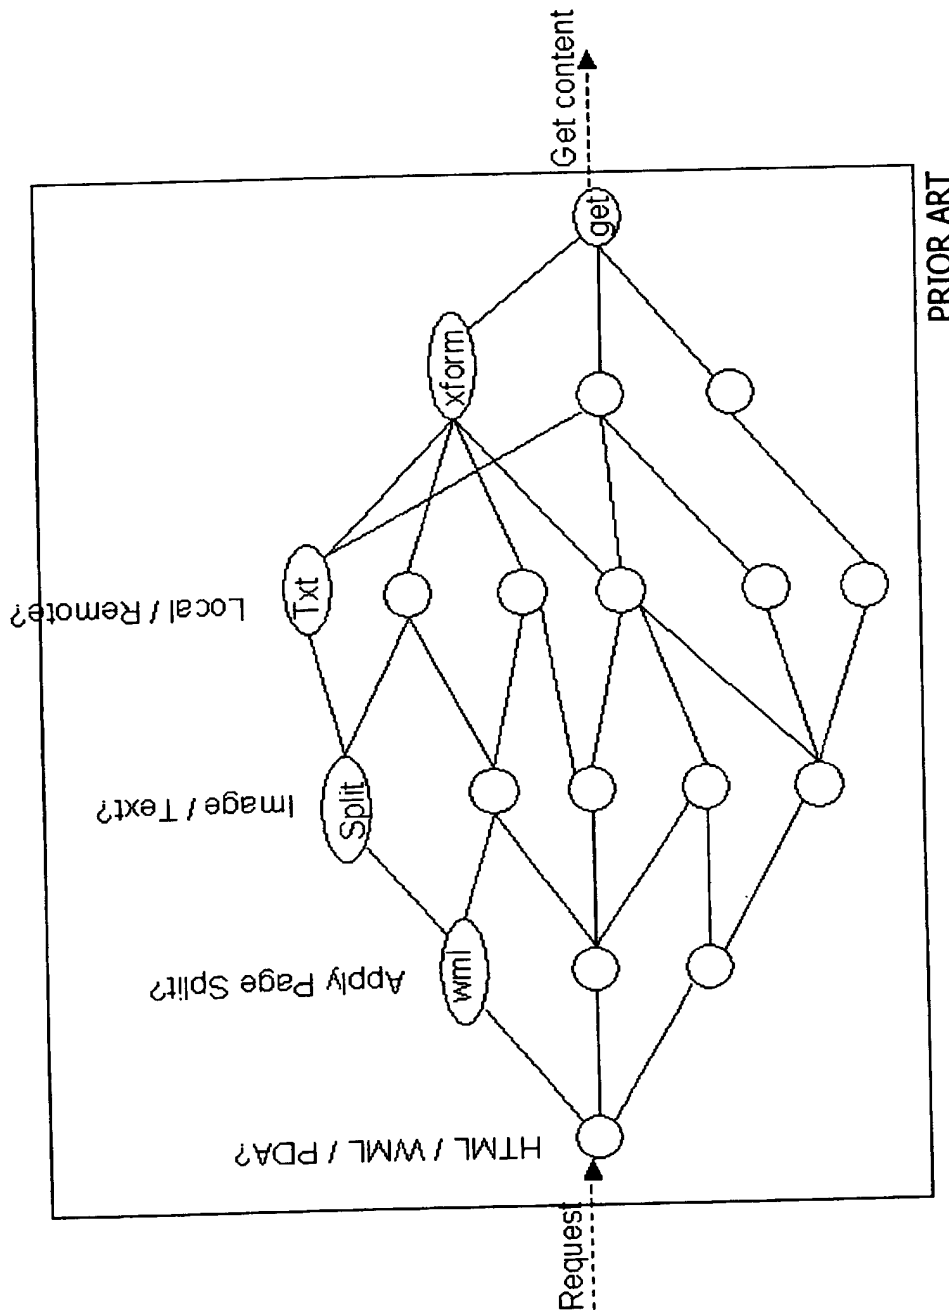 Request
HTML / WML / PDA?
wml
Apply Page Split?
Split
Image / Text?
Txt
Local / Remote?
xform
get
Get content
PRIOR ART